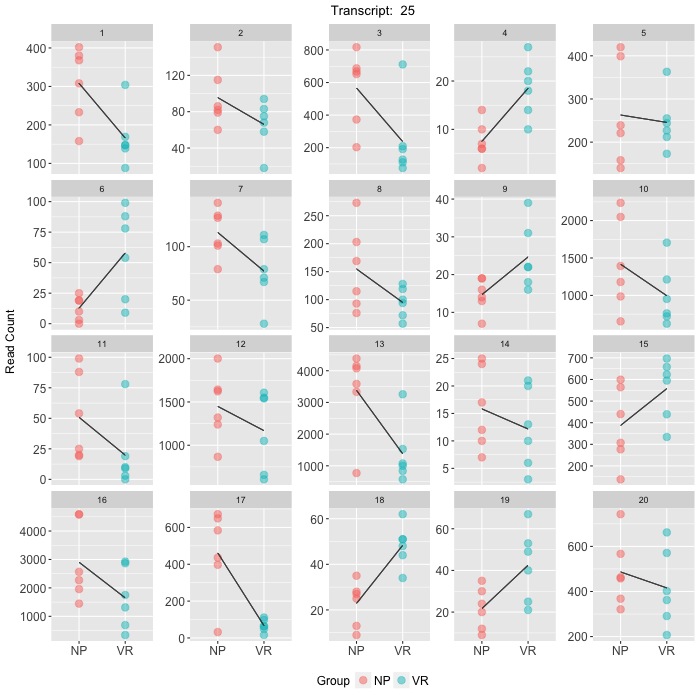 Transcript: 25
1 2 3 4 5
400 300 200 100
120 80 40
800 600 400 200
20 10
400 300 200
6 7 8 9 10
100 75 50 25 0
100 50
250 200 150 100 50
40 30 20 10
2000 1500 1000
11 12 13 14 15
100 75 50 25 0
2000 1500 1000
4000 3000 2000 1000
25 20 15 10 5
700 600 500 400 300 200
16 17 18 19 20
4000 3000 2000 1000
600 400 200 0
60 40 20
60 40 20
600 400 200
NP VR NP VR NP VR NP VR NP VR
Read Count
Group NP VR